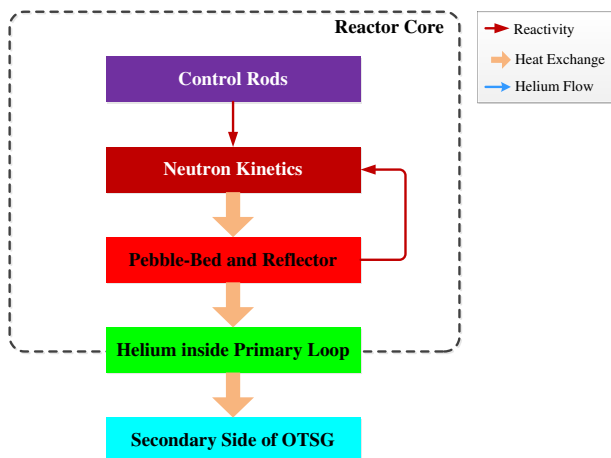 Reactor Core
Control Rods
Neutron Kinetics
Pebble-Bed and Reflector
Helium inside Primary Loop
Secondary Side of OTSG
Reactivity
Heat Exchange
Helium Flow